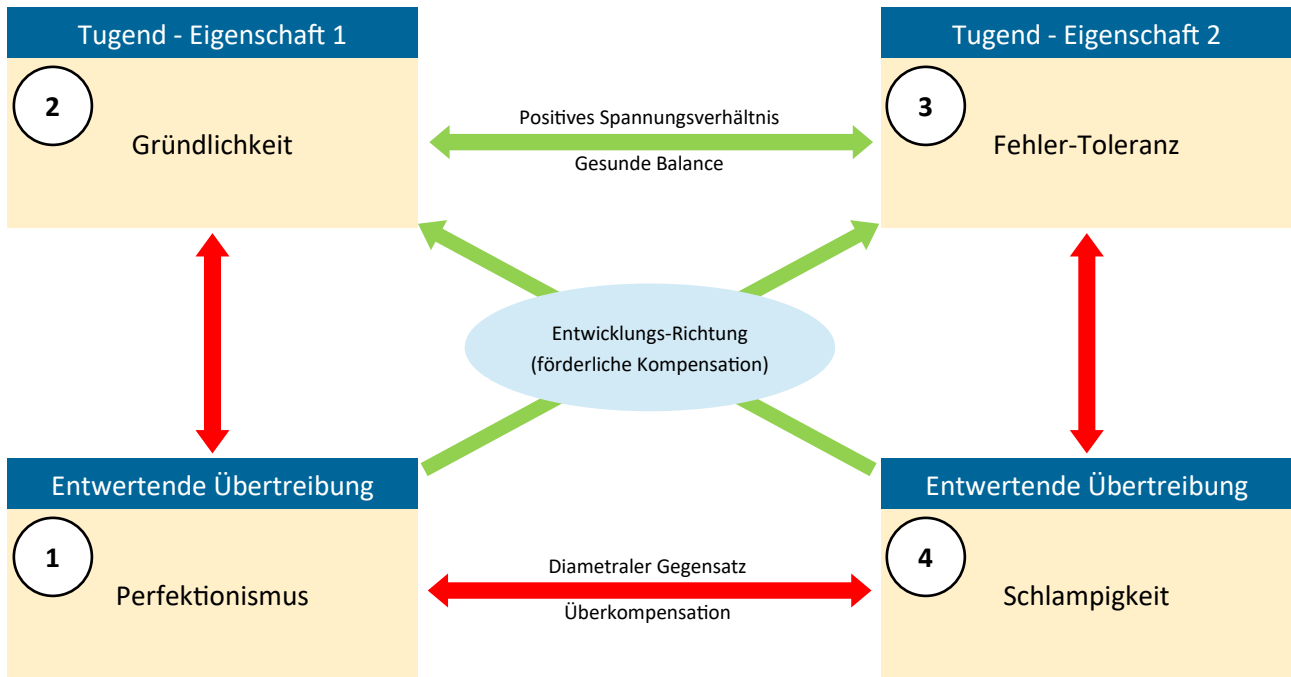 Tugend - Eigenschaft 1
2
Gründlichkeit
Positives Spannungsverhältnis
Gesunde Balance
Tugend - Eigenschaft 2
3
Fehler-Toleranz
Entwicklungs-Richtung
(förderliche Kompensation)
Entwertende Übertreibung
1
Perfektionismus
Diametraler Gegensatz
Überkompensation
Entwertende Übertreibung
4
Schlampigkeit